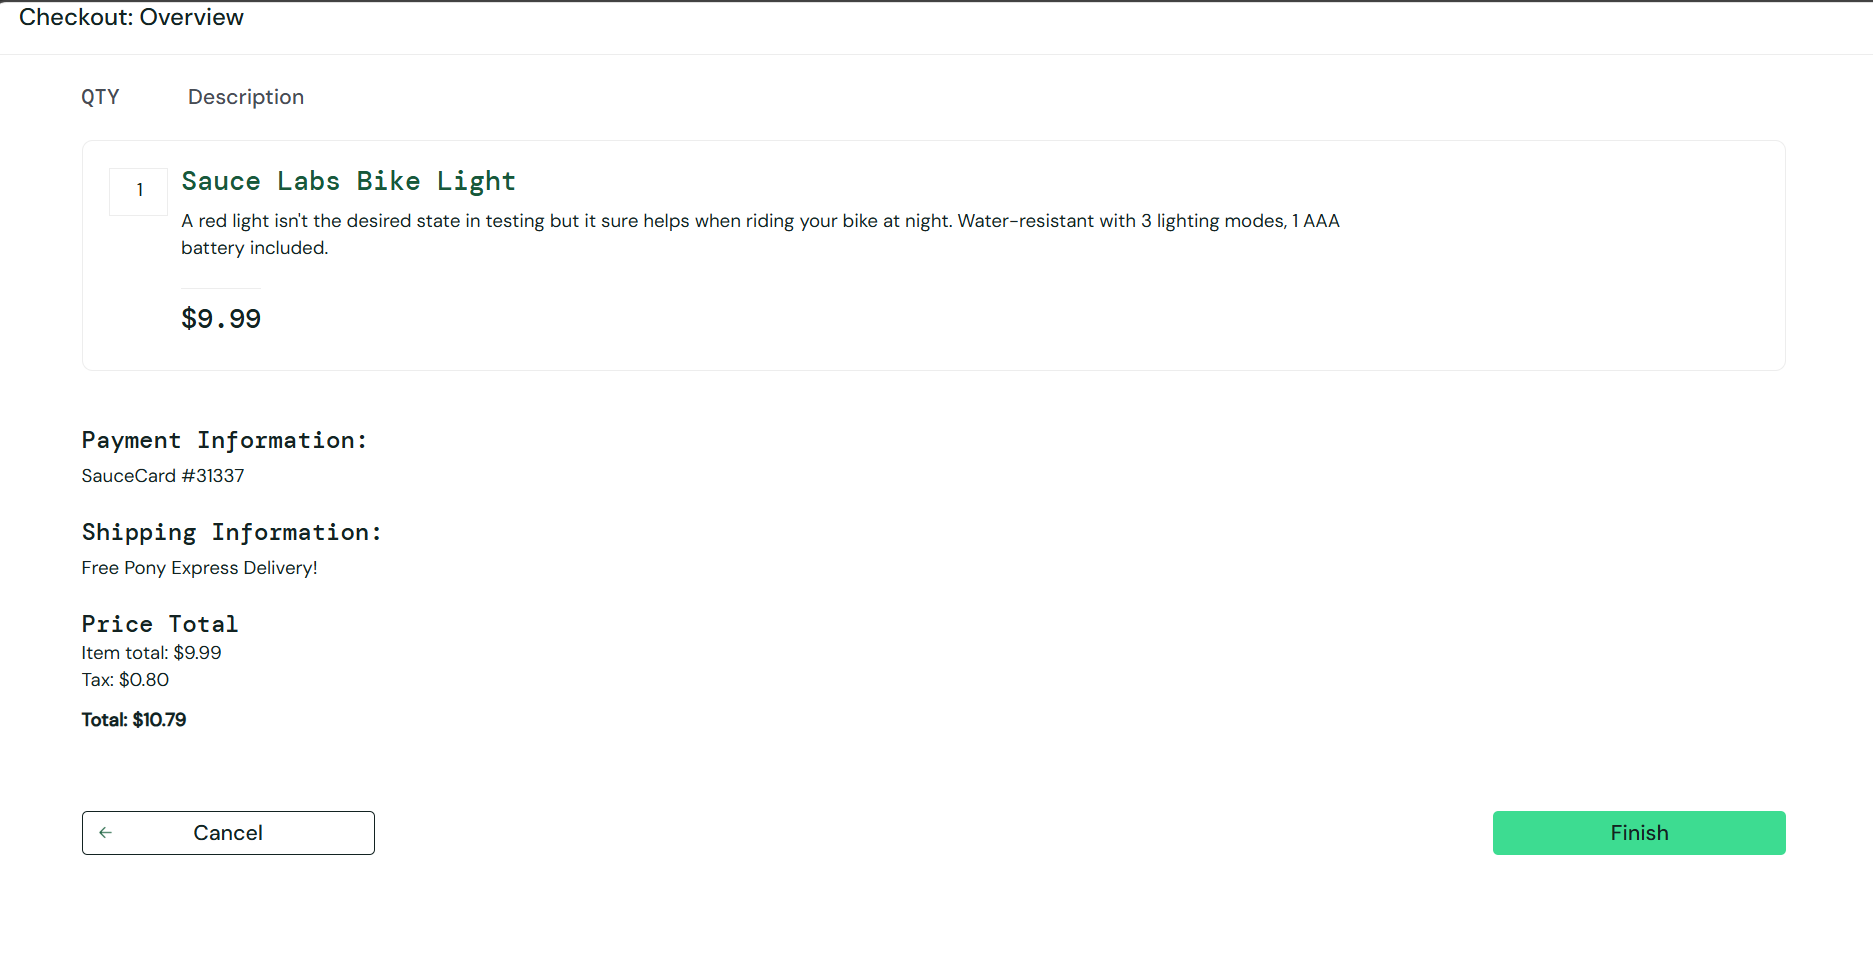 Checkout: Overview
QTY Description
1
Sauce Labs Bike Light
A red light isn't the desired state in testing but it sure helps when riding your bike at night. Water-resistant with 3 lighting modes, 1 AAA
battery included.
$9.99
Payment Information:
SauceCard #31337
Shipping Information:
Free Pony Express Delivery!
Price Total
Item total: $9.99
Tax: $0.80
Total: $10.79
Cancel
Finish